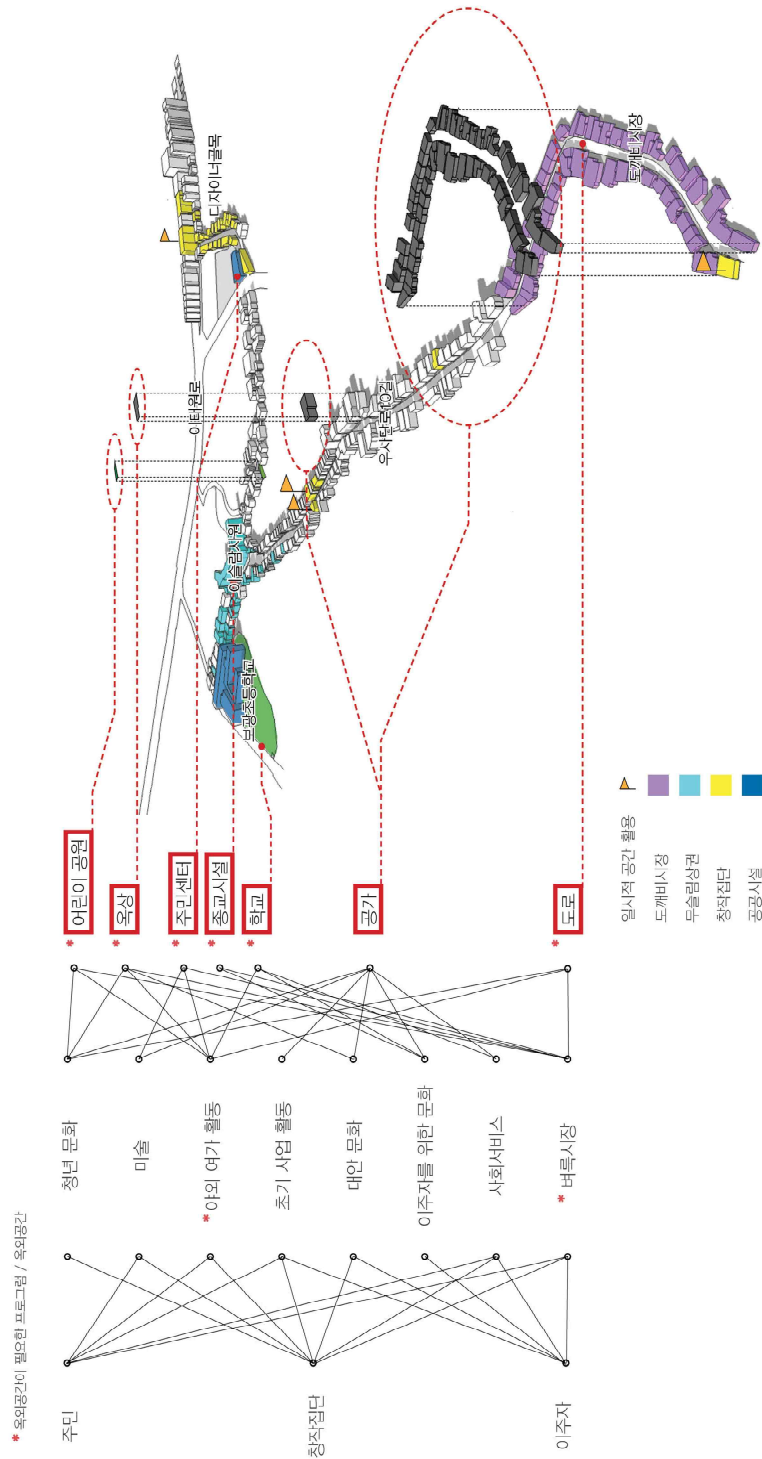 * 옥외공간이 필요한 프로그램 / 옥외공간
주민
창작집단
이주자
청년 문화
미술
* 야외 여가 활동
초기 사업 활동
대안 문화
이주자를 위한 문화
사회서비스
* 벼룩시장
* 어린이 공원
* 옥상
* 주민센터
* 종교시설
* 학교
공가
* 도로
보광초등학교
이슬람사원
이태원로
디자이너골목
우사단로10길
도깨비시장
일시적 공간 활용
도깨비시장
무슬림상권
창작집단
공공시설